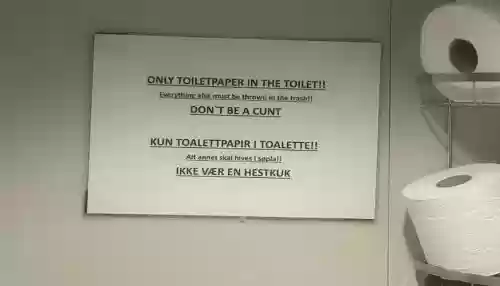 ONLY TOILETPAPER IN THE TOILET!!
Everything else must be thrown in the trash!!
DON`T BE A CUNT
KUN TOALETTPAPIR I TOALETTE!!
Alt annet skal hives i søpla!!
IKKE VÆR EN HESTKUK